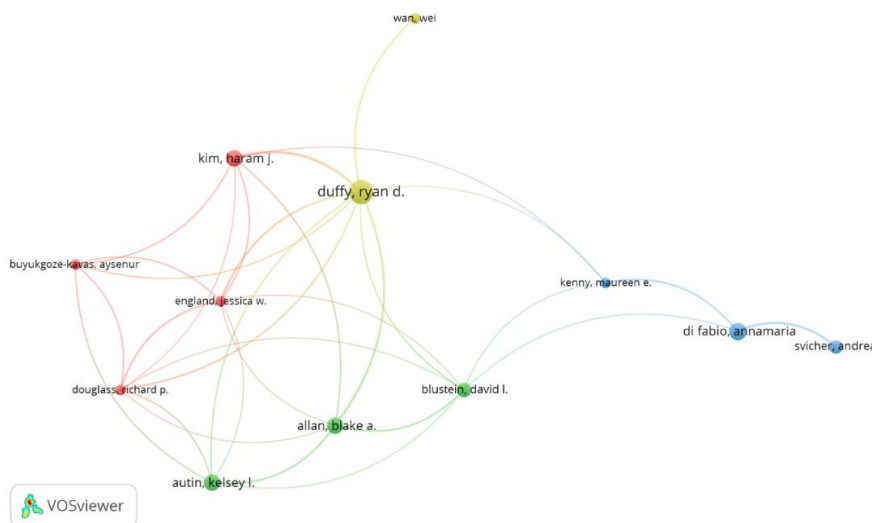 wan, wei
kim, haram j.
duffy, ryan d.
buyukgoze-kavas, aysenur
england, jessica w.
kenny, maureen e.
di fabio, annamaria
svicher, andrea
douglass, richard p.
blustein, david l.
allan, blake a.
autin, kelsey l.
VOSviewer